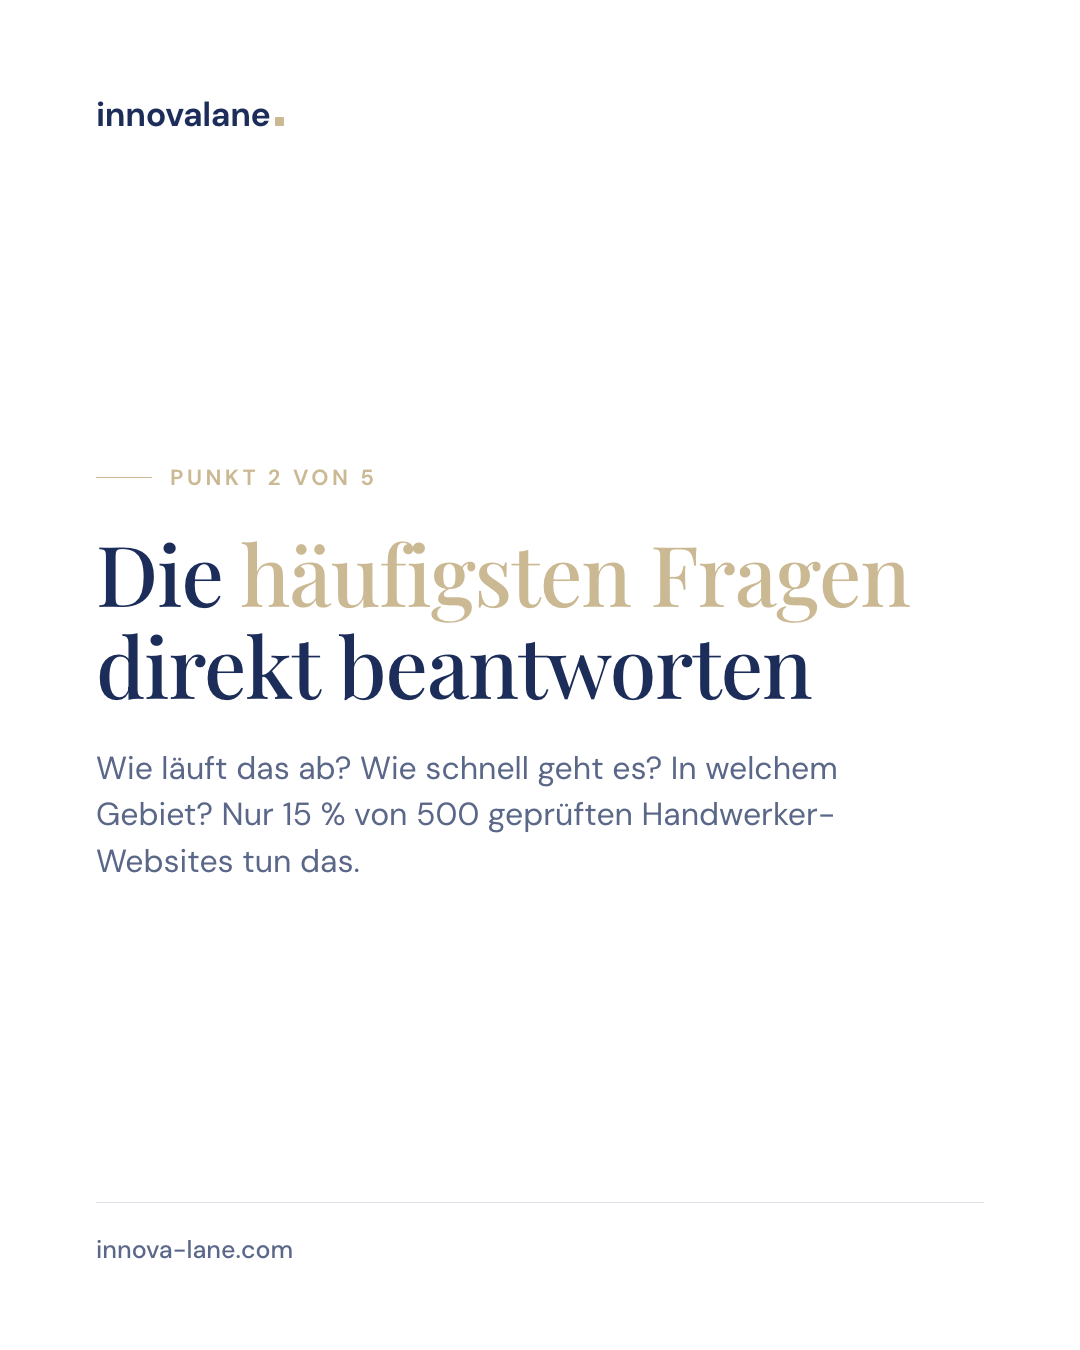 innovalane
PUNKT 2 VON 5
Die häufigsten Fragen
direkt beantworten
Wie läuft das ab? Wie schnell geht es? In welchem
Gebiet? Nur 15 % von 500 geprüften Handwerker-
Websites tun das.
innova-lane.com